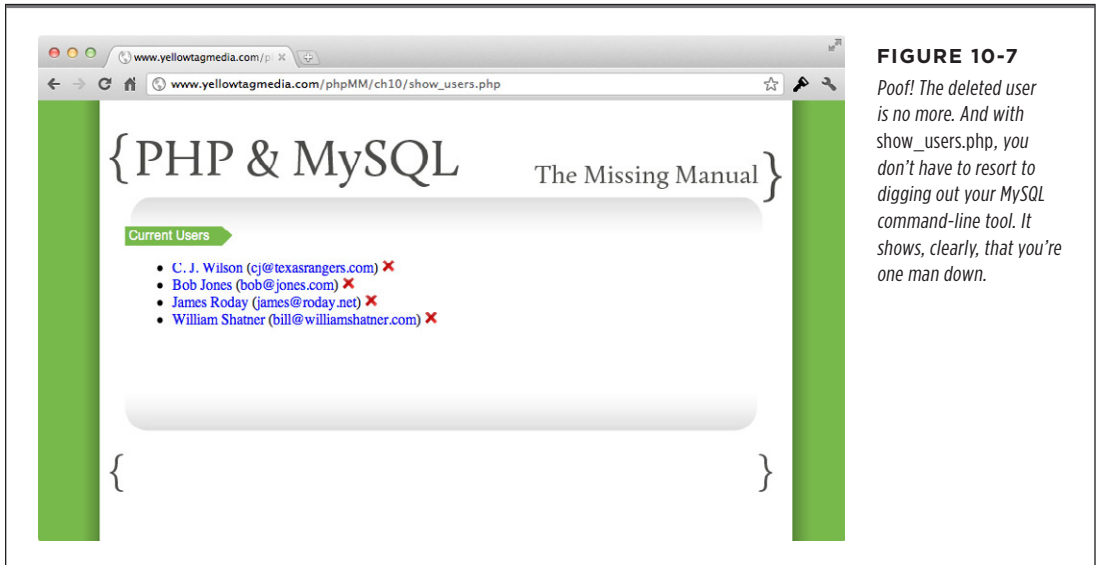 www.yellowtagmedia.com/p
www.yellowtagmedia.com/phpMM/ch10/show_users.php
{PHP & MySQL
The Missing Manual}
Current Users
• C. J. Wilson (cj@texasrangers.com)
• Bob Jones (bob@jones.com)
• James Roday (james@roday.net)
• William Shatner (bill@williamshatner.com)
{ }
FIGURE 10-7
Poof! The deleted user
is no more. And with
show_users.php, you
don’t have to resort to
digging out your MySQL
command-line tool. It
shows, clearly, that you’re
one man down.